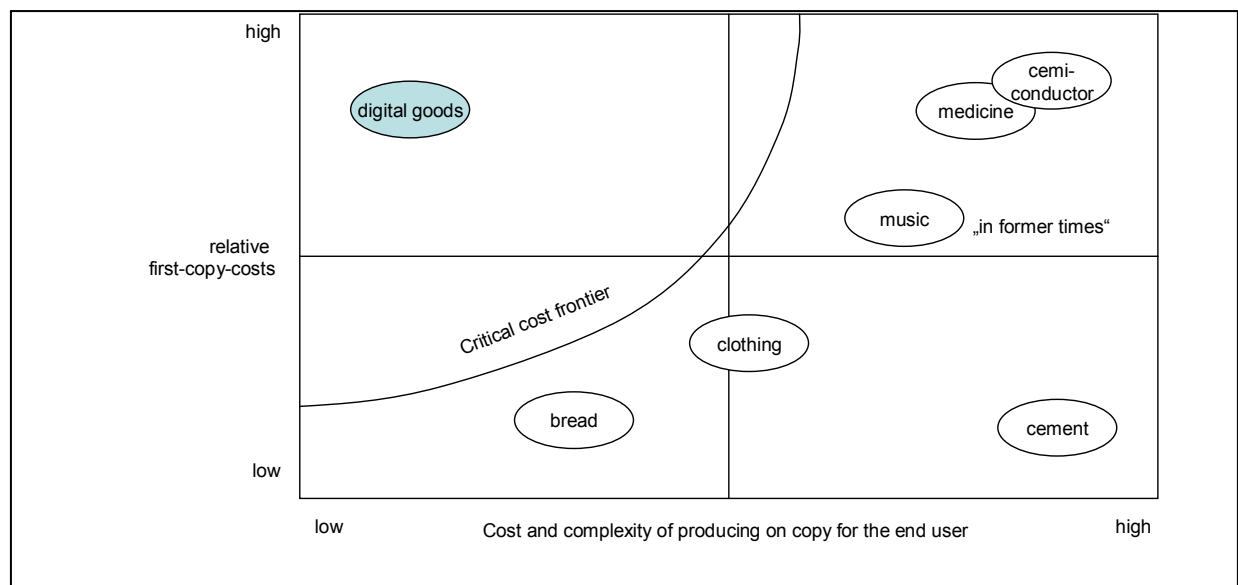 high
digital goods
cemi-
conductor
medicine
music
„in former times“
relative
first-copy-costs
Critical cost frontier
clothing
bread
cement
low
low
Cost and complexity of producing on copy for the end user
high